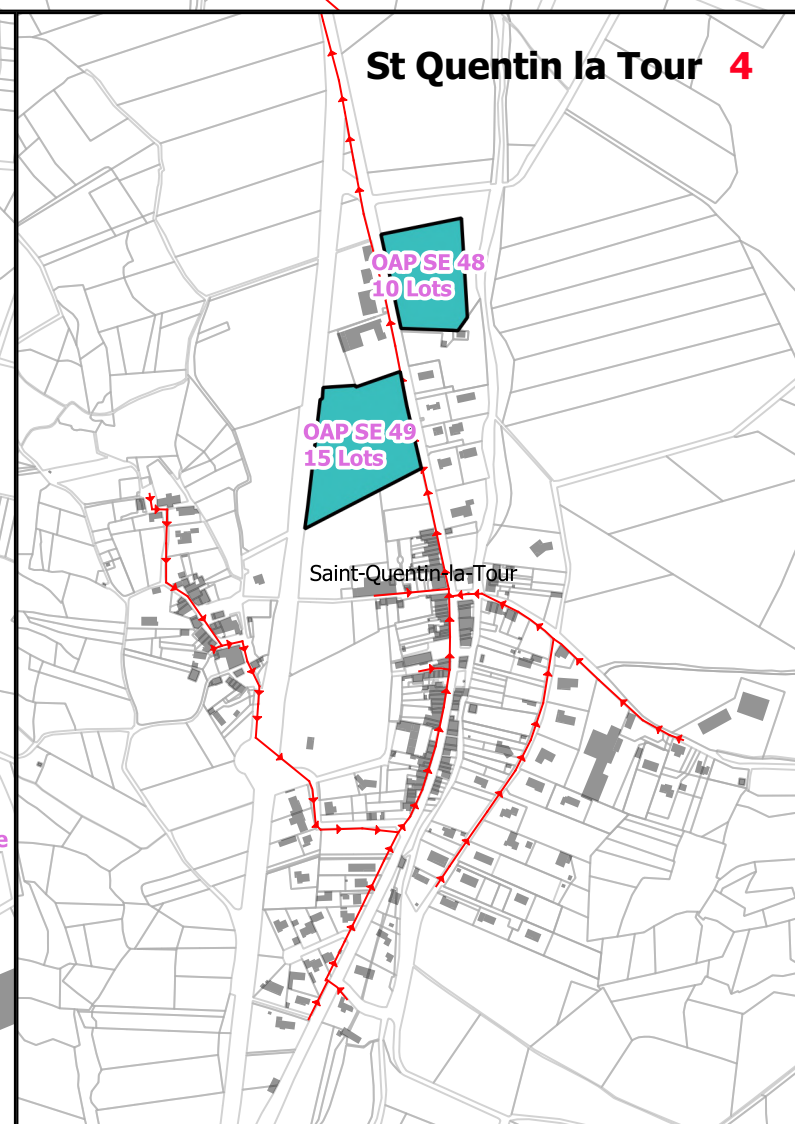 St Quentin la Tour 4
OAP SE 48
10 Lots
OAP SE 49
15 Lots
Saint-Quentin-la-Tour
e